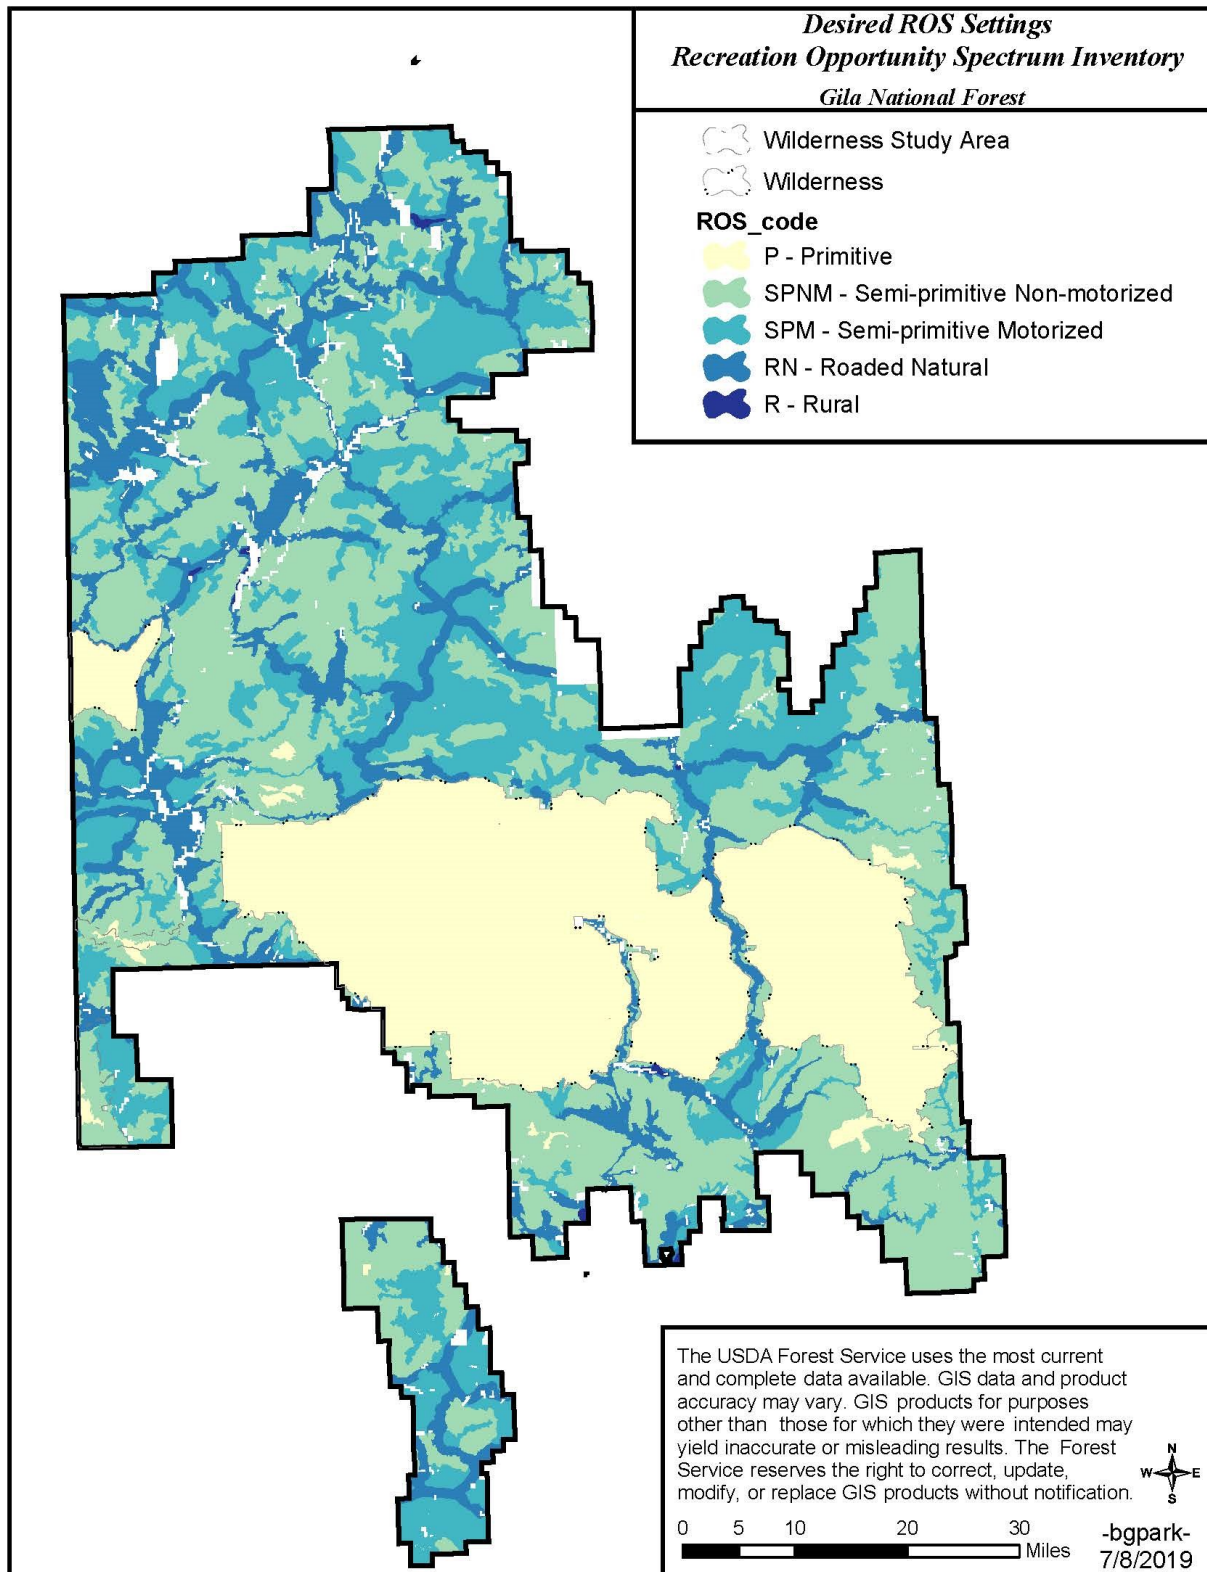 Desired ROS Settings
Recreation Opportunity Spectrum Inventory
Gila National Forest
Wilderness Study Area
Wilderness
ROS_code
P - Primitive
SPNM - Semi-primitive Non-motorized
SPM - Semi-primitive Motorized
RN - Roaded Natural
R - Rural
The USDA Forest Service uses the most current
and complete data available. GIS data and product
accuracy may vary. GIS products for purposes
other than those for which they were intended may
yield inaccurate or misleading results. The Forest
Service reserves the right to correct, update,
modify, or replace GIS products without notification.
N
W E
S
0 5 10 20 30
Miles
-bgpark-
7/8/2019